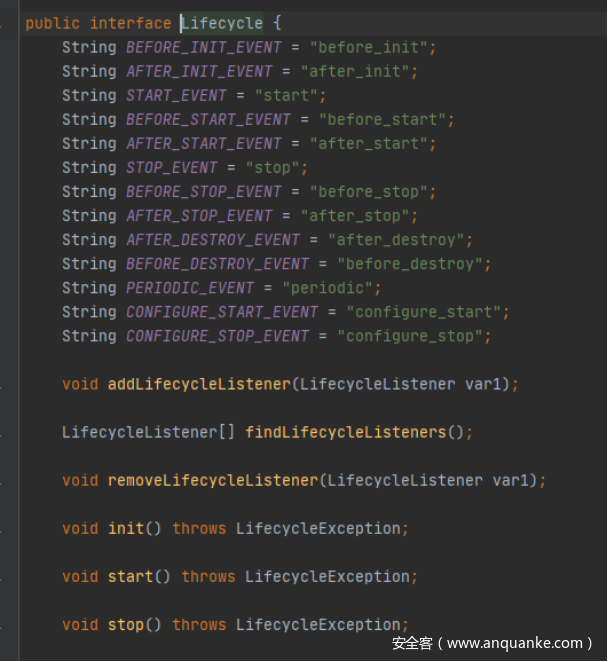 public interface Lifecycle {
String BEFORE_INIT_EVENT = "before_init";
String AFTER_INIT_EVENT = "after_init";
String START_EVENT = "start";
String BEFORE_START_EVENT = "before_start";
String AFTER_START_EVENT = "after_start";
String STOP_EVENT = "stop";
String BEFORE_STOP_EVENT = "before_stop";
String AFTER_STOP_EVENT = "after_stop";
String AFTER_DESTROY_EVENT = "after_destroy";
String BEFORE_DESTROY_EVENT = "before_destroy";
String PERIODIC_EVENT = "periodic";
String CONFIGURE_START_EVENT = "configure_start";
String CONFIGURE_STOP_EVENT = "configure_stop";
void addLifecycleListener(LifecycleListener var1);
LifecycleListener[] findLifecycleListeners();
void removeLifecycleListener(LifecycleListener var1);
void init() throws LifecycleException;
void start() throws LifecycleException;
void stop() throws LifecycleException;
安全客（www.anquanke.com）